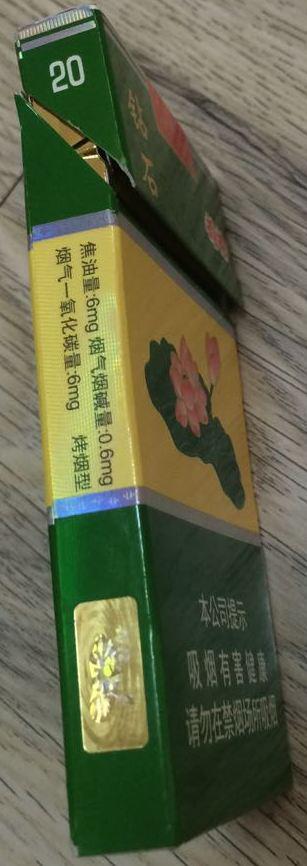 20
钻石
焦油量:6mg 烟气烟碱量:0.6mg
烟气一氧化碳量:6mg 烤烟型
本公司提示
吸烟有害健康
请勿在禁烟场所吸烟